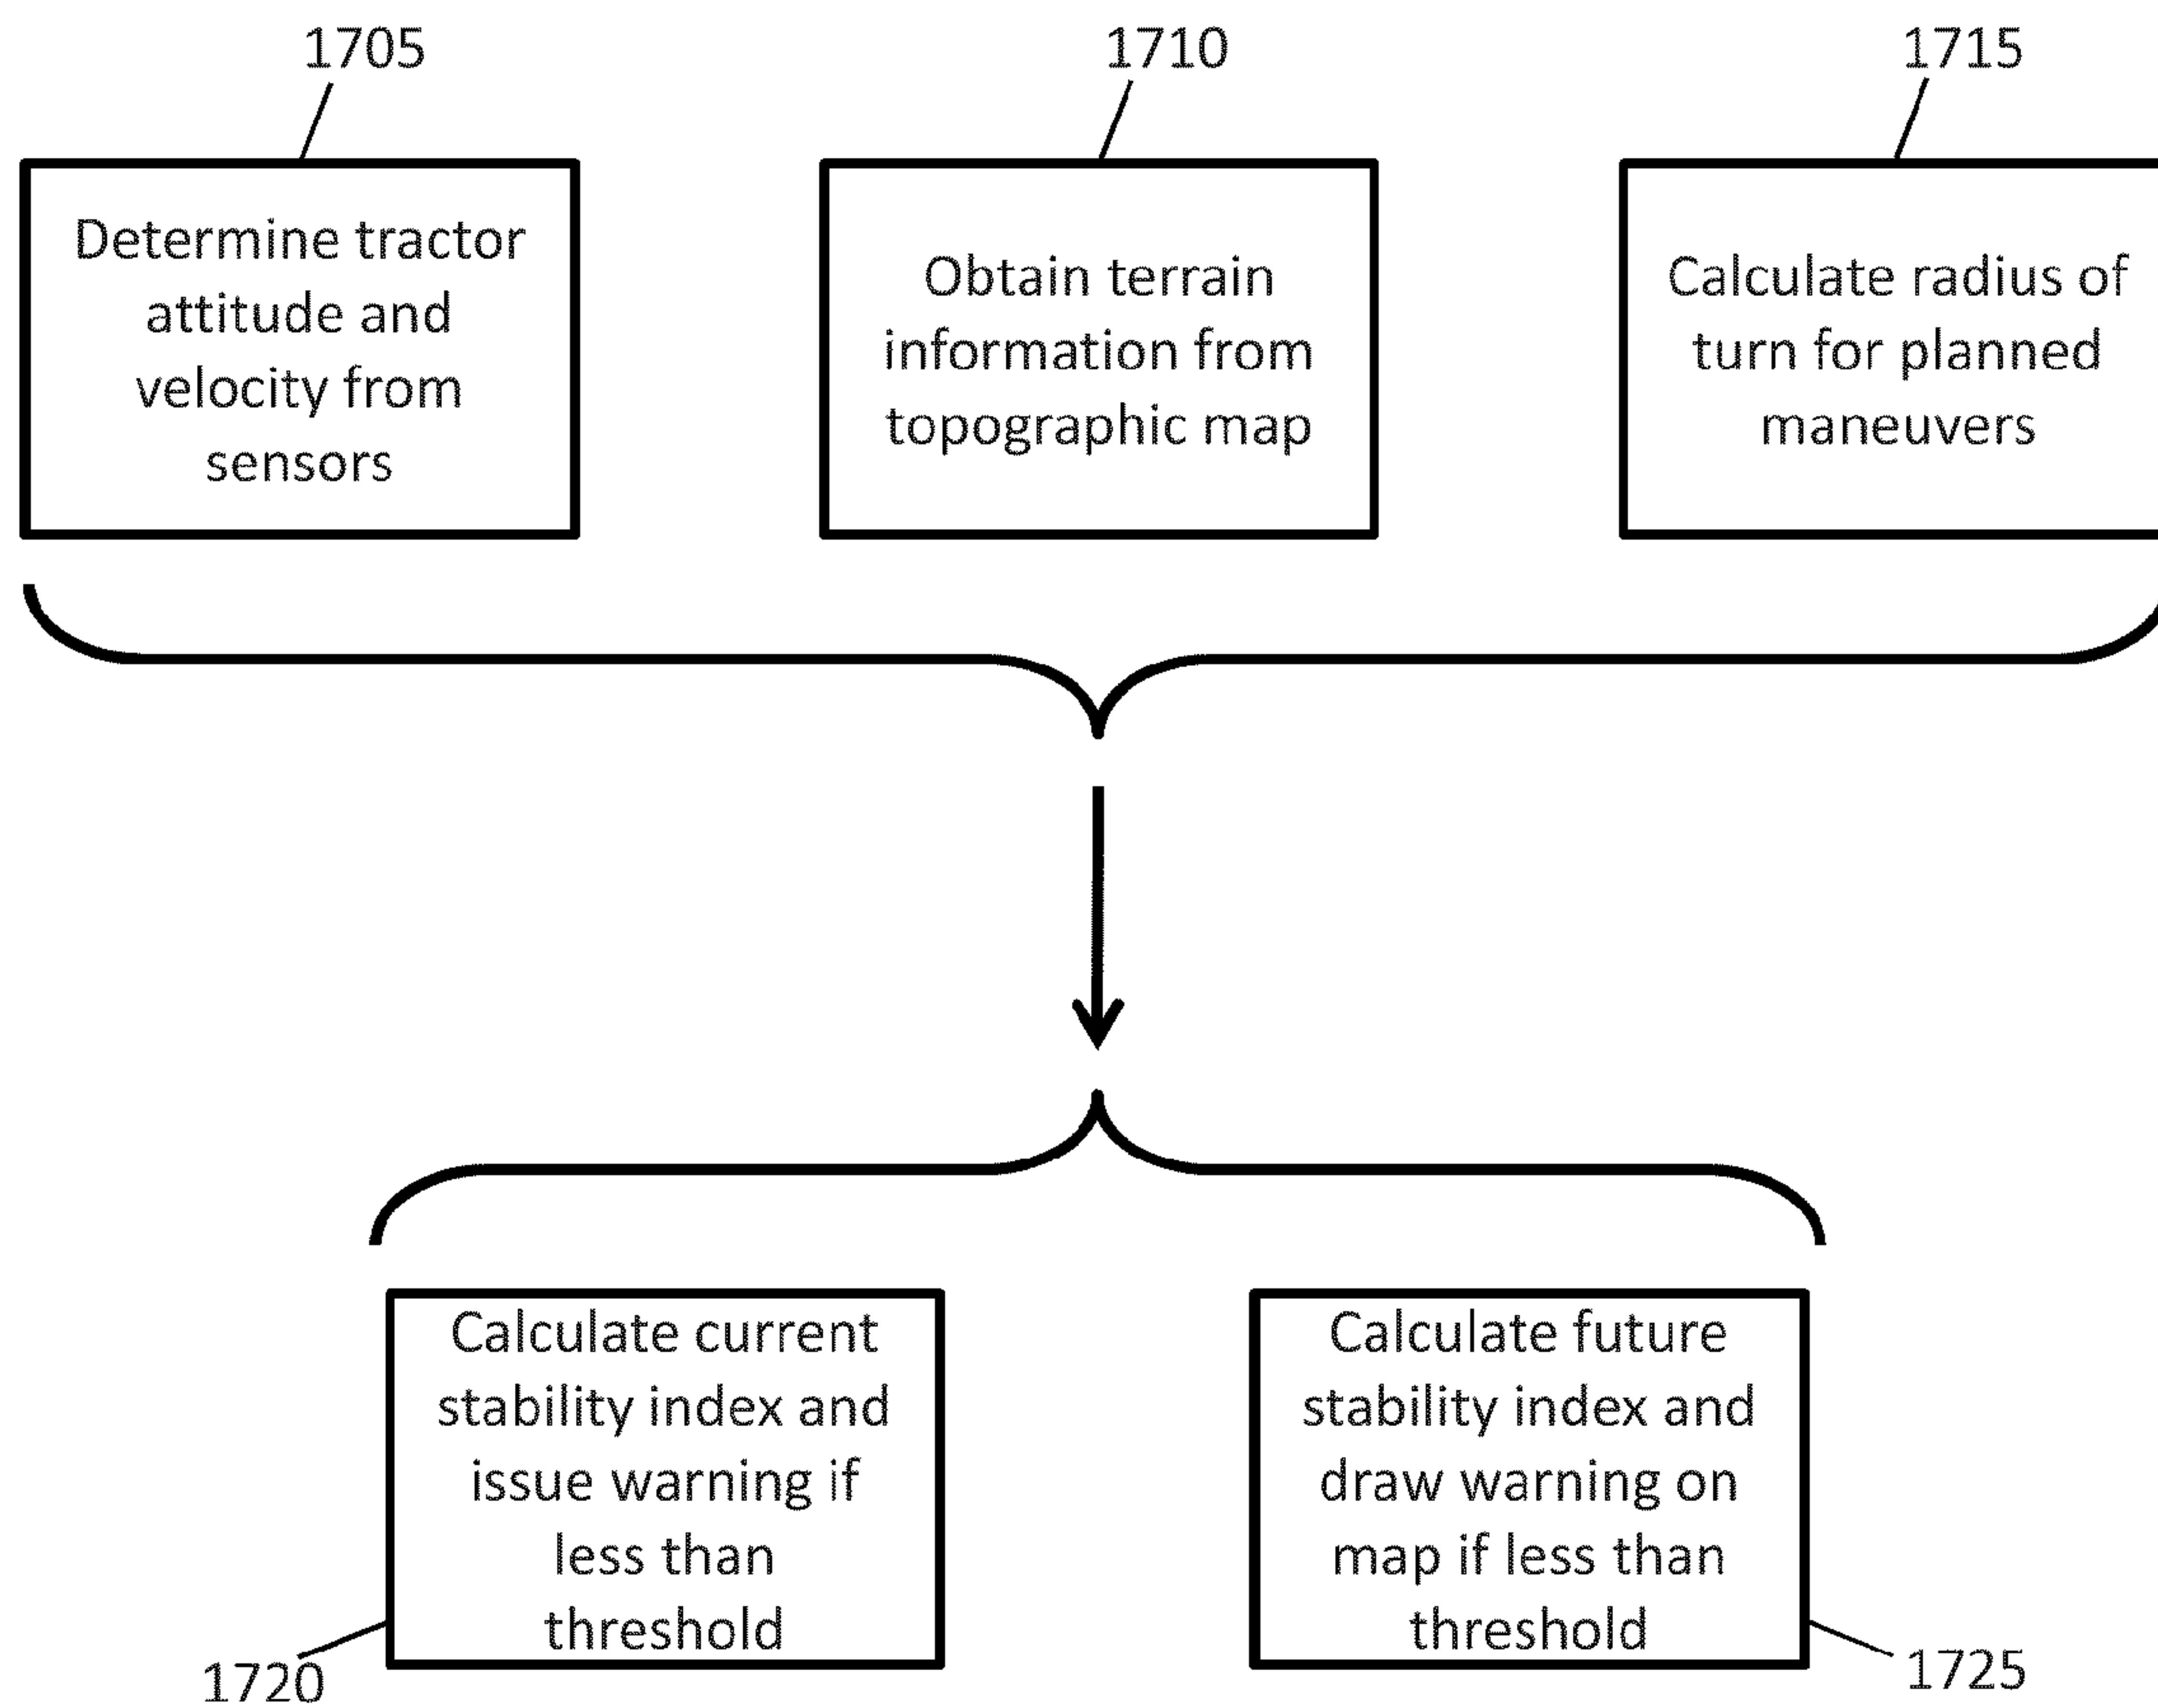 1705
1710
1715
Determine tractor
attitude and
velocity from
sensors
Obtain terrain
information from
topographic map
Calculate radius of
turn for planned
maneuvers
Calculate current
stability index and
issue warning if
less than
threshold
Calculate future
stability index and
draw warning on
map if less than
threshold
1720
1725